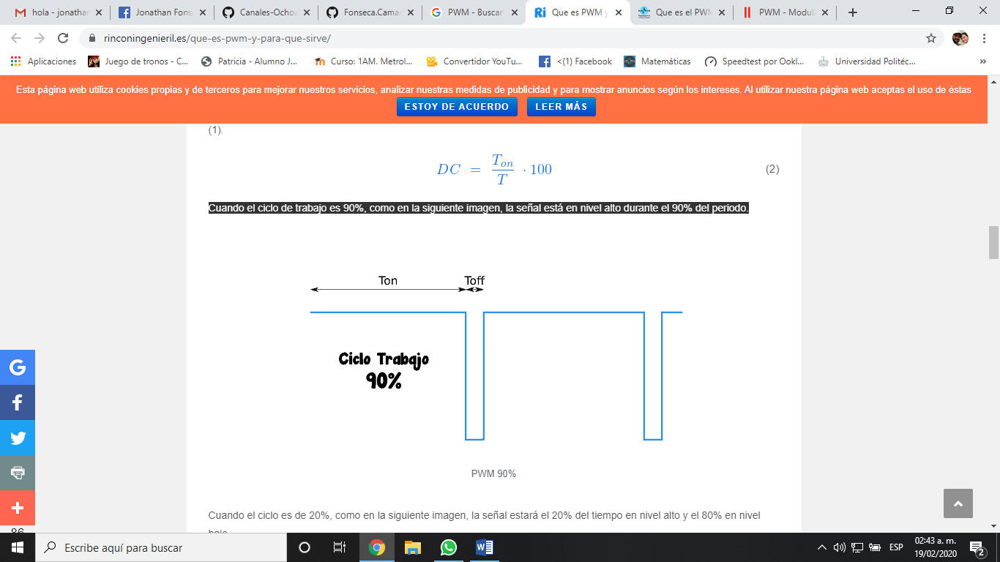 hola - jonathan
Jonathan Fons
Canales-Ochoa
Fonseca.Camar
PWM - Buscar
Que es PWM y
Que es el PWM
PWM - Modula
rinconingenieril.es/que-es-pwm-y-para-que-sirve/
Aplicaciones
Juego de tronos - C...
Patricia - Alumno J...
Curso: 1AM. Metrol...
Convertidor YouTu...
<(1) Facebook
Matemáticas
Speedtest por Ookl...
Universidad Politéc...
»
Esta página web utiliza cookies propias y de terceros para mejorar nuestros servicios, analizar nuestras medidas de publicidad y para mostrar anuncios según los intereses. Al utilizar nuestra página web aceptas el uso de éstas
ESTOY DE ACUERDO LEER MÁS
(1).
DC = Ton / T · 100 (2)
Cuando el ciclo de trabajo es 90%, como en la siguiente imagen, la señal está en nivel alto durante el 90% del periodo.
Ton Toff
Ciclo Trabajo
90%
PWM 90%
Cuando el ciclo es de 20%, como en la siguiente imagen, la señal estará el 20% del tiempo en nivel alto y el 80% en nivel
bajo
86
Escribe aquí para buscar
ESP
02:43 a. m.
19/02/2020
2